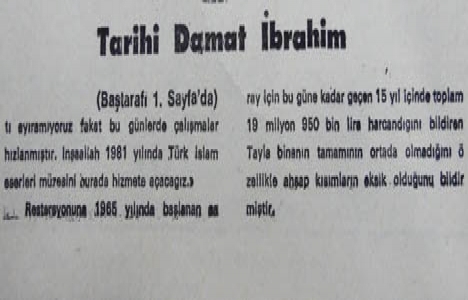 Tarihi Damat İbrahim
(Baştarafı 1. Sayfa'da)
tı ayıramıyoruz fakat bu günlerde çalışmalar
hızlanmıştır. İnşaallah 1981 yılında Türk İslam
eserleri müzesini burada hizmete açacağız.»
Restorasyonuna 1965 yılında başlanan sa
ray için bu güne kadar geçen 15 yıl içinde toplam
19 milyon 950 bin lira harcandığını bildiren
Tayla binanın tamamının ortada olmadığını ö
zellikle ahşap kısımların eksik olduğunu bildir
miştir.